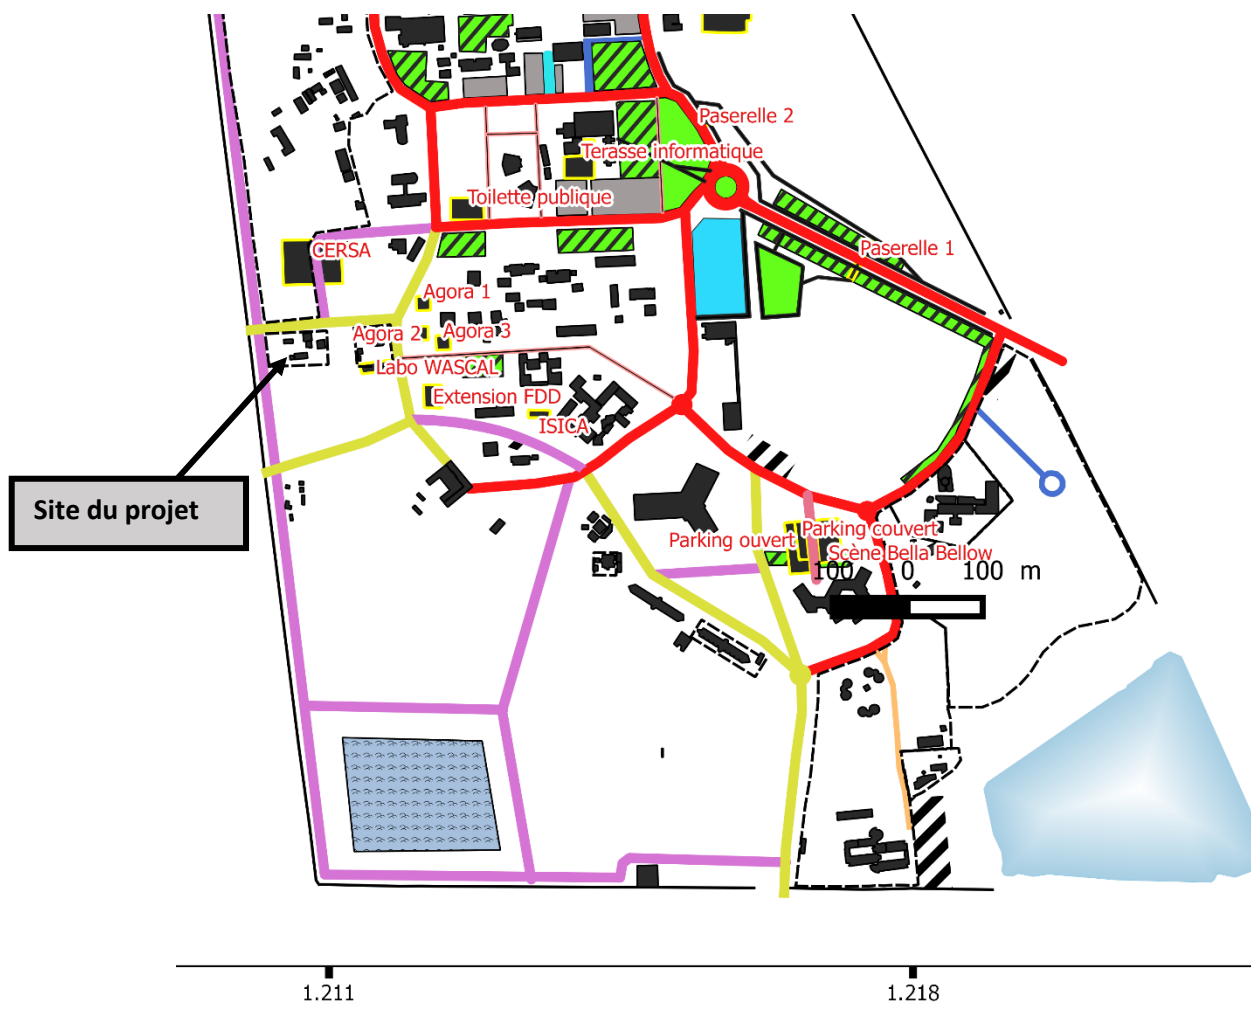 Paserelle 2
Terasse informatique
Toilette publique
CERSA
Paserelle 1
Agora 1
Agora 2
Agora 3
Labo WASCAL
Extension FDD
ISICA
Site du projet
Parking couvert
Parking ouvert
Scène Bella Bellow
100 0 100 m
1.211
1.218